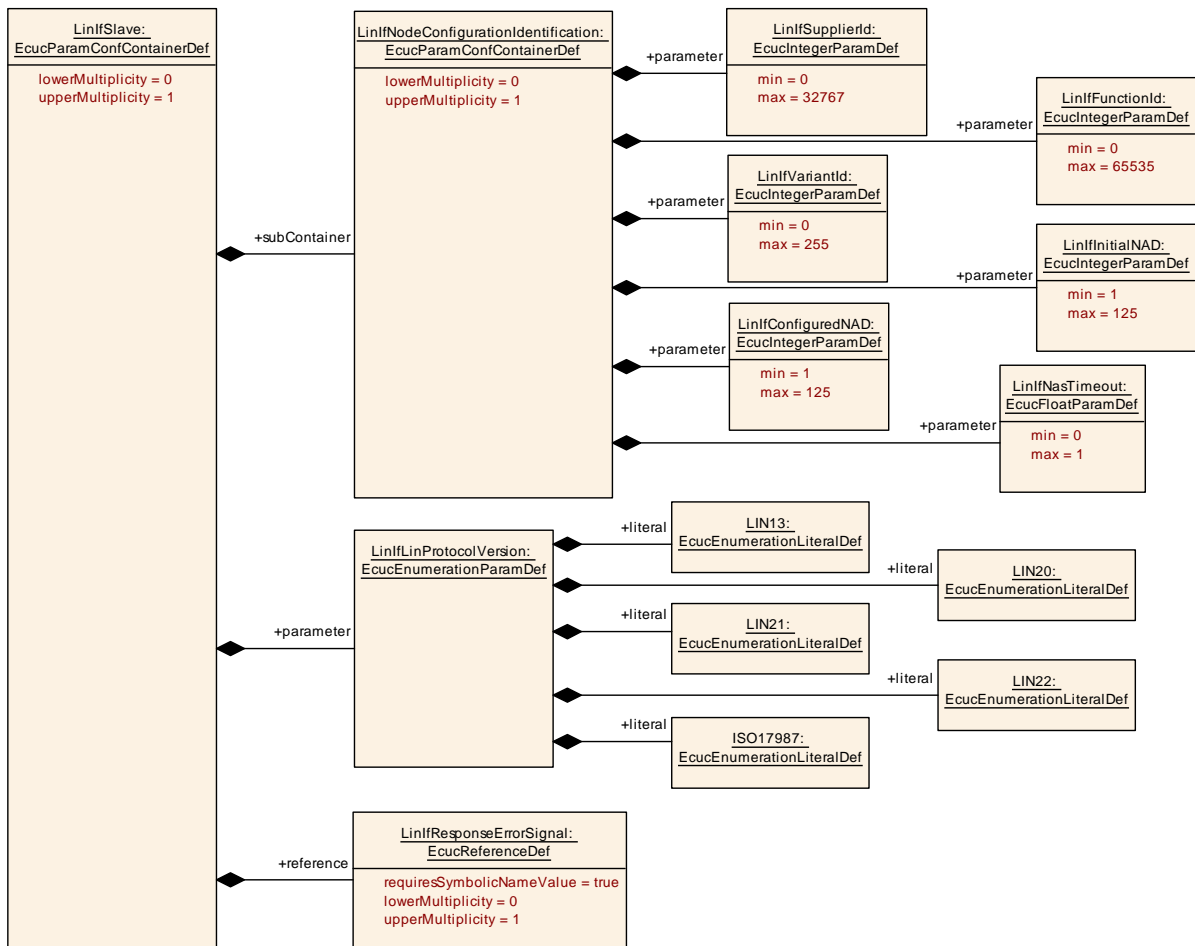 LinIfSlave:
EcucParamConfContainerDef
lowerMultiplicity = 0
upperMultiplicity = 1
+subContainer
LinIfNodeConfigurationIdentification:
EcucParamConfContainerDef
lowerMultiplicity = 0
upperMultiplicity = 1
+parameter
LinIfSupplierId:
EcucIntegerParamDef
min = 0
max = 32767
+parameter
LinIfFunctionId:
EcucIntegerParamDef
min = 0
max = 65535
+parameter
LinIfVariantId:
EcucIntegerParamDef
min = 0
max = 255
+parameter
LinIfInitialNAD:
EcucIntegerParamDef
min = 1
max = 125
+parameter
LinIfConfiguredNAD:
EcucIntegerParamDef
min = 1
max = 125
+parameter
LinIfNasTimeout:
EcucFloatParamDef
min = 0
max = 1
+parameter
LinIfLinProtocolVersion:
EcucEnumerationParamDef
+literal
LIN13:
EcucEnumerationLiteralDef
+literal
LIN20:
EcucEnumerationLiteralDef
+literal
LIN21:
EcucEnumerationLiteralDef
+literal
LIN22:
EcucEnumerationLiteralDef
+literal
ISO17987:
EcucEnumerationLiteralDef
+reference
LinIfResponseErrorSignal:
EcucReferenceDef
requiresSymbolicNameValue = true
lowerMultiplicity = 0
upperMultiplicity = 1